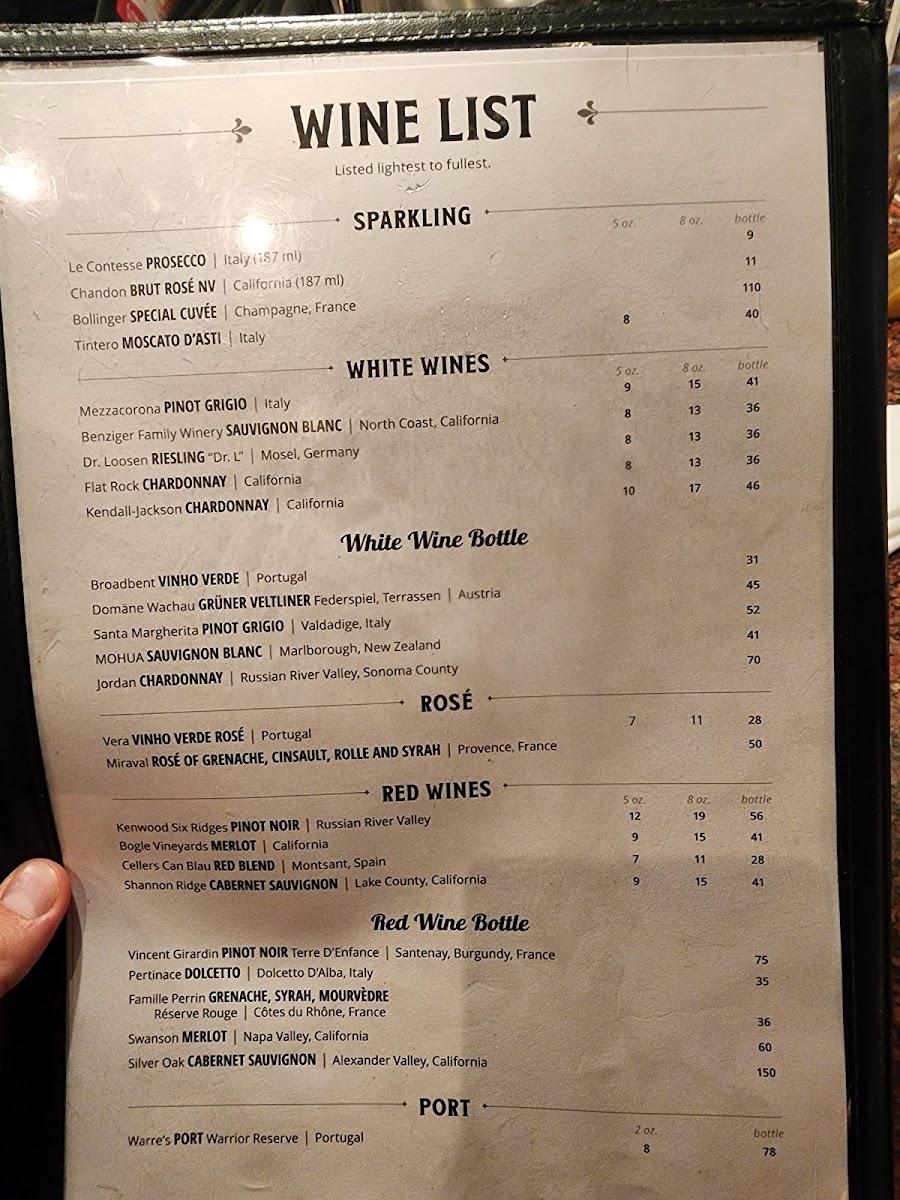 WINE LIST
Listed lightest to fullest.
SPARKLING 5 oz. 8 oz. bottle
Le Contesse PROSECCO | Italy (187 ml) 9
Chandon BRUT ROSÉ NV | California (187 ml) 11
Bollinger SPECIAL CUVÉE | Champagne, France 110
Tintero MOSCATO D'ASTI | Italy 8 40
WHITE WINES 5 oz. 8 oz. bottle
Mezzacorona PINOT GRIGIO | Italy 9 15 41
Benziger Family Winery SAUVIGNON BLANC | North Coast, California 8 13 36
Dr. Loosen RIESLING "Dr. L" | Mosel, Germany 8 13 36
Flat Rock CHARDONNAY | California 8 13 36
Kendall-Jackson CHARDONNAY | California 10 17 46
White Wine Bottle
Broadbent VINHO VERDE | Portugal 31
Domäne Wachau GRÜNER VELTLINER Federspiel, Terrassen | Austria 45
Santa Margherita PINOT GRIGIO | Valdadige, Italy 52
MOHUA SAUVIGNON BLANC | Marlborough, New Zealand 41
Jordan CHARDONNAY | Russian River Valley, Sonoma County 70
ROSÉ
Vera VINHO VERDE ROSÉ | Portugal 7 11 28
Miraval ROSÉ OF GRENACHE, CINSAULT, ROLLE AND SYRAH | Provence, France 50
RED WINES 5 oz. 8 oz. bottle
Kenwood Six Ridges PINOT NOIR | Russian River Valley 12 19 56
Bogle Vineyards MERLOT | California 9 15 41
Cellers Can Blau RED BLEND | Montsant, Spain 7 11 28
Shannon Ridge CABERNET SAUVIGNON | Lake County, California 9 15 41
Red Wine Bottle
Vincent Girardin PINOT NOIR Terre D'Enfance | Santenay, Burgundy, France 75
Pertinace DOLCETTO | Dolcetto D'Alba, Italy 35
Famille Perrin GRENACHE, SYRAH, MOURVÈDRE
Réserve Rouge | Côtes du Rhône, France 36
Swanson MERLOT | Napa Valley, California 60
Silver Oak CABERNET SAUVIGNON | Alexander Valley, California 150
PORT 2 oz. bottle
Warre's PORT Warrior Reserve | Portugal 8 78